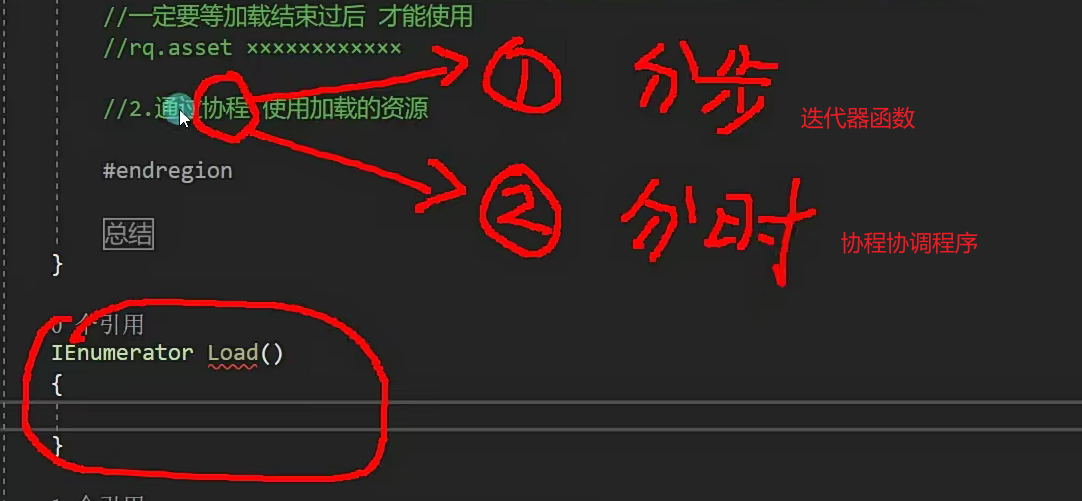 //一定要等加载结束过后 才能使用
//rq.asset ××××××××××××
① 分步
迭代器函数
//2.通过协程 使用加载的资源
#endregion
② 分时
总结
协程协调程序
}
0 个引用
IEnumerator Load()
{
}
个引用